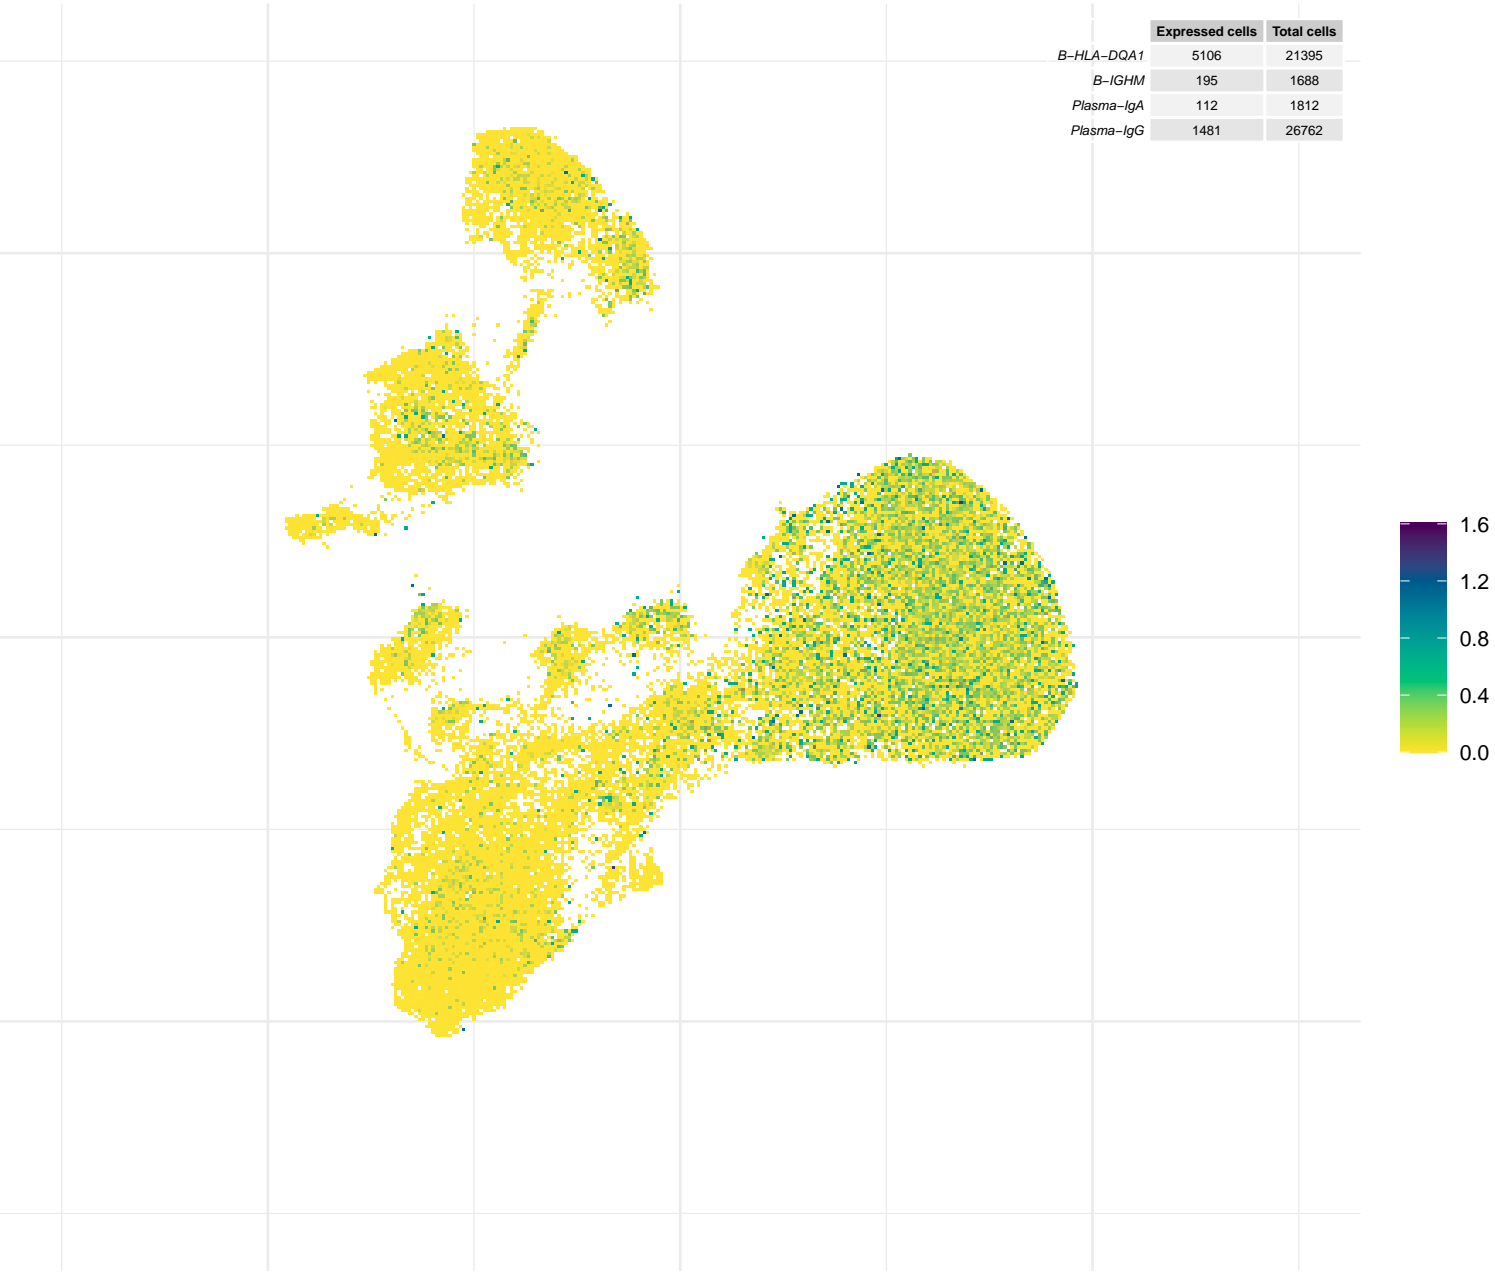 Expressed cells Total cells
B−HLA−DQA1 5106 21395
B−IGHM 195 1688
Plasma−IgA 112 1812
Plasma−IgG 1481 26762
1.6
1.2
0.8
0.4
0.0